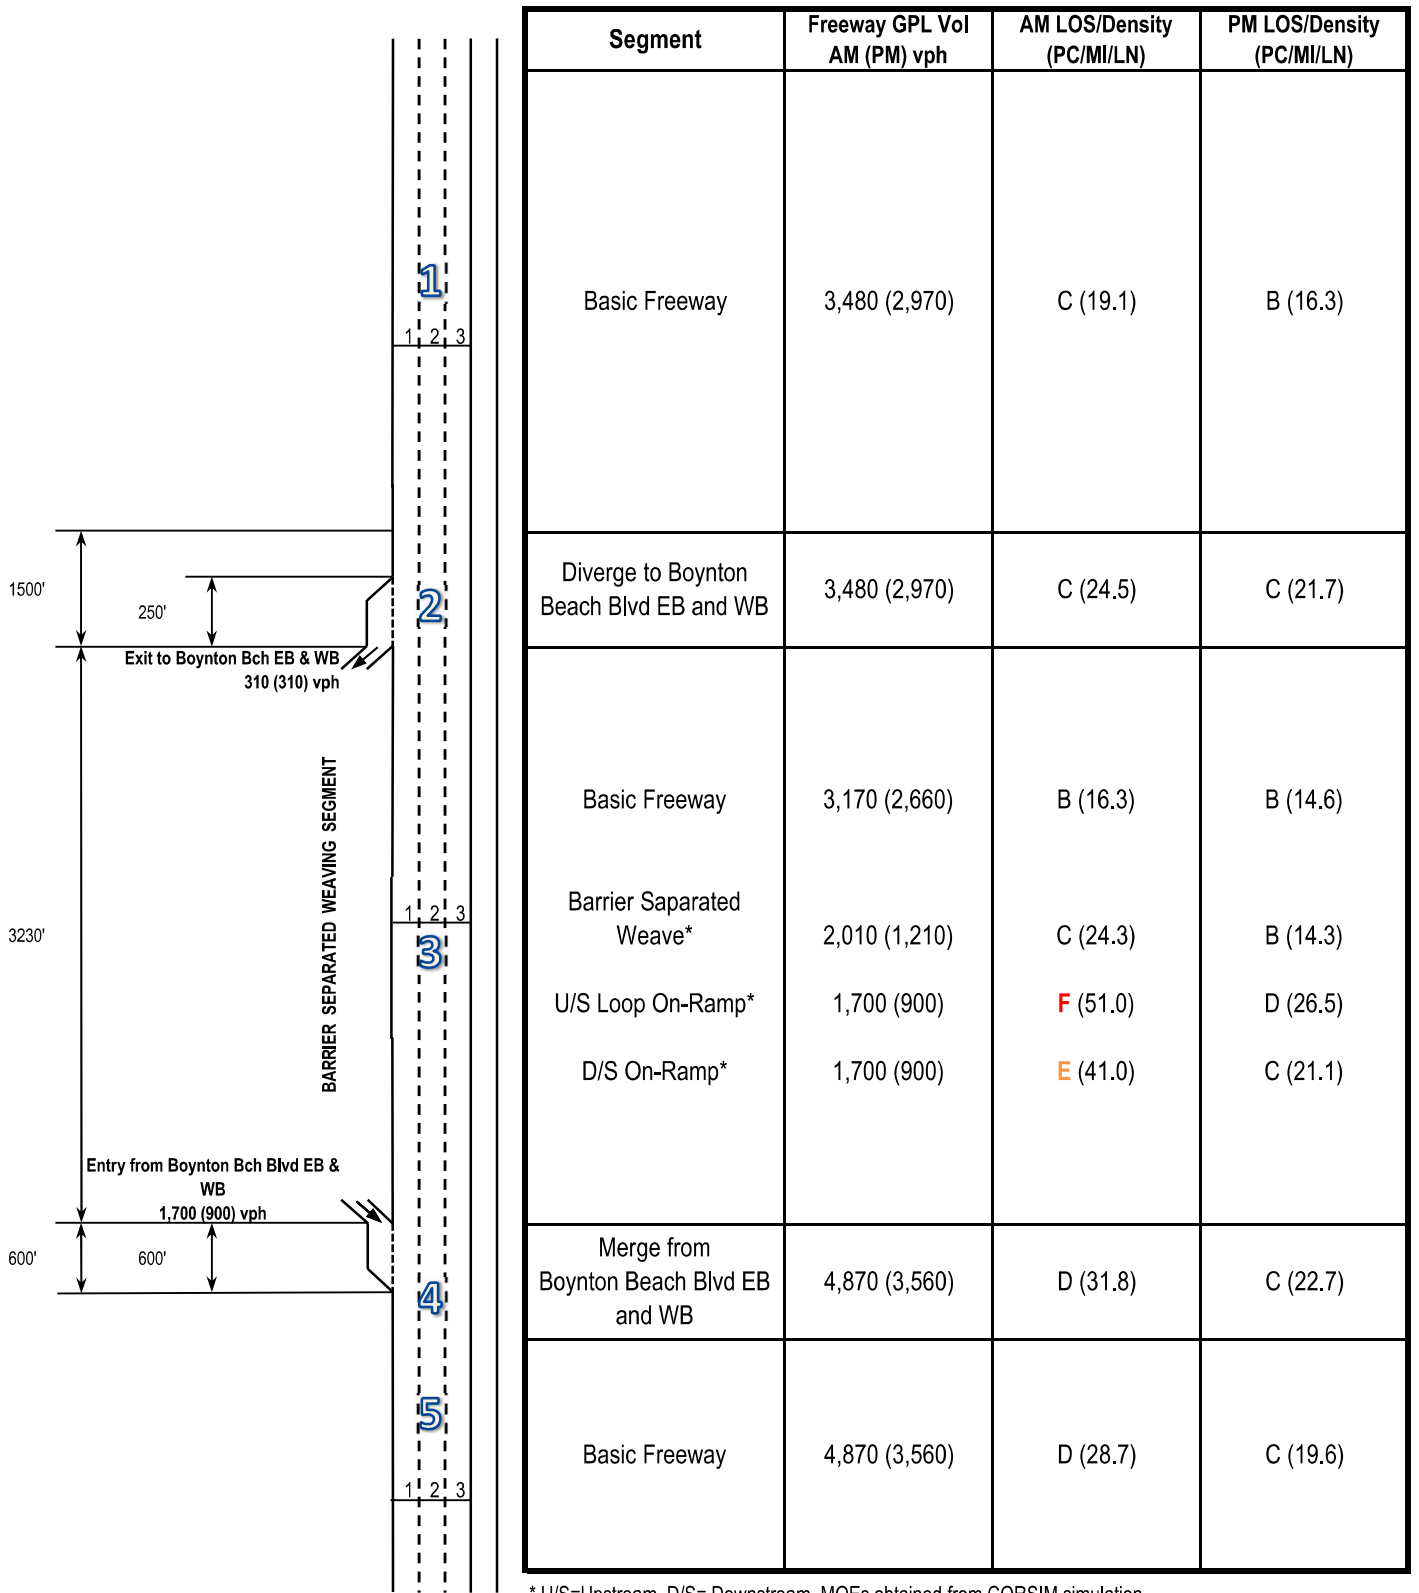 Segment
Freeway GPL Vol
AM (PM) vph
AM LOS/Density
(PC/MI/LN)
PM LOS/Density
(PC/MI/LN)
1
Basic Freeway
3,480 (2,970)
C (19.1)
B (16.3)
1 2 3
1500'
250'
2
Diverge to Boynton
Beach Blvd EB and WB
3,480 (2,970)
C (24.5)
C (21.7)
Exit to Boynton Bch EB & WB
310 (310) vph
BARRIER SEPARATED WEAVING SEGMENT
3230'
Basic Freeway
3,170 (2,660)
B (16.3)
B (14.6)
1 2 3
3
Barrier Saparated
Weave*
2,010 (1,210)
C (24.3)
B (14.3)
U/S Loop On-Ramp*
1,700 (900)
F (51.0)
D (26.5)
D/S On-Ramp*
1,700 (900)
E (41.0)
C (21.1)
Entry from Boynton Bch Blvd EB &
WB
1,700 (900) vph
600'
600'
4
Merge from
Boynton Beach Blvd EB
and WB
4,870 (3,560)
D (31.8)
C (22.7)
5
Basic Freeway
4,870 (3,560)
D (28.7)
C (19.6)
1 2 3
* U/S=Upstream, D/S= Downstream, MOEs obtained from CORSIM simulation